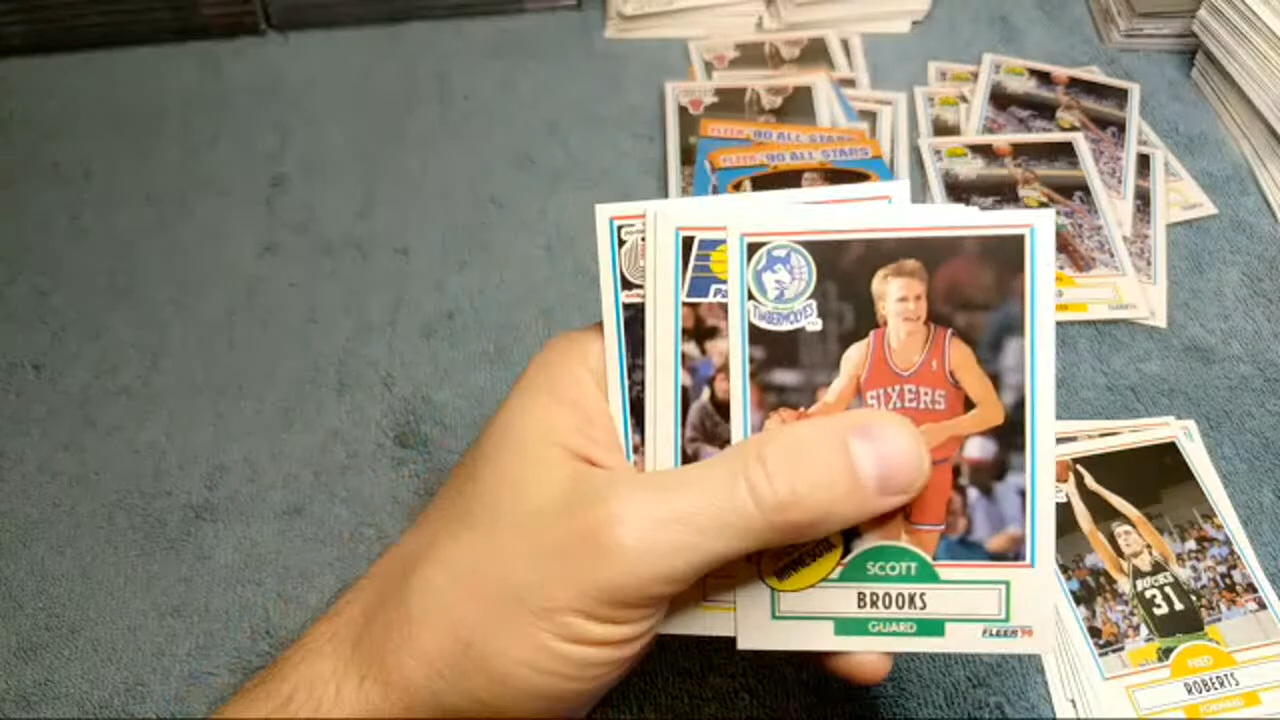 FLEER '90 ALL STARS
FLEER '90 ALL STARS
TIMBERWOLVES
SIXERS
MINNESOTA
SCOTT
BROOKS
GUARD
FLEER '90
BUCKS
31
FRED
ROBERTS
FORWARD